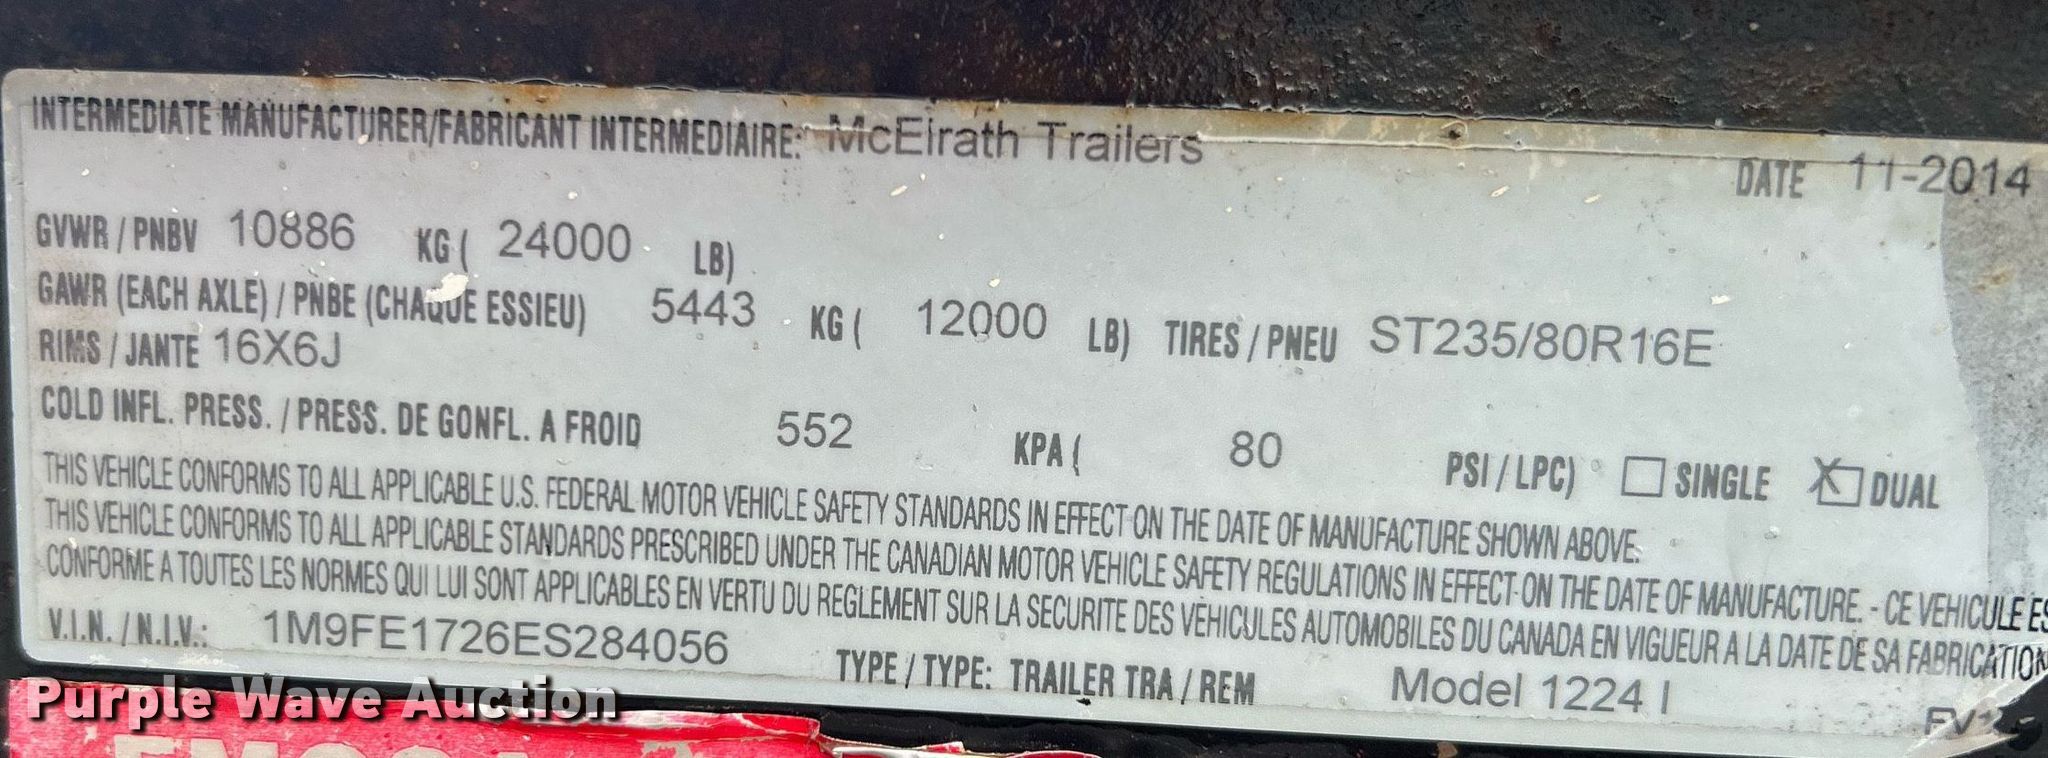 INTERMEDIATE MANUFACTURER/FABRICANT INTERMEDIAIRE: McElrath Trailers
DATE 11-2014
GVWR / PNBV 10886 KG ( 24000 LB)
GAWR (EACH AXLE) / PNBE (CHAQUE ESSIEU) 5443 KG ( 12000 LB) TIRES / PNEU ST235/80R16E
RIMS / JANTE 16X6J
COLD INFL. PRESS. / PRESS. DE GONFL. A FROID 552 KPA ( 80 PSI / LPC) ☐ SINGLE ☒ DUAL
THIS VEHICLE CONFORMS TO ALL APPLICABLE U.S. FEDERAL MOTOR VEHICLE SAFETY STANDARDS IN EFFECT ON THE DATE OF MANUFACTURE SHOWN ABOVE.
THIS VEHICLE CONFORMS TO ALL APPLICABLE STANDARDS PRESCRIBED UNDER THE CANADIAN MOTOR VEHICLE SAFETY REGULATIONS IN EFFECT ON THE DATE OF MANUFACTURE. - CE VEHICULE ES
CONFORME A TOUTES LES NORMES QUI LUI SONT APPLICABLES EN VERTU DU REGLEMENT SUR LA SECURITE DES VEHICULES AUTOMOBILES DU CANADA EN VIGUEUR A LA DATE DE SA FABRICATION
V.I.N. / N.I.V.: 1M9FE1726ES284056 TYPE / TYPE: TRAILER TRA / REM Model 1224 I
Purple Wave Auction